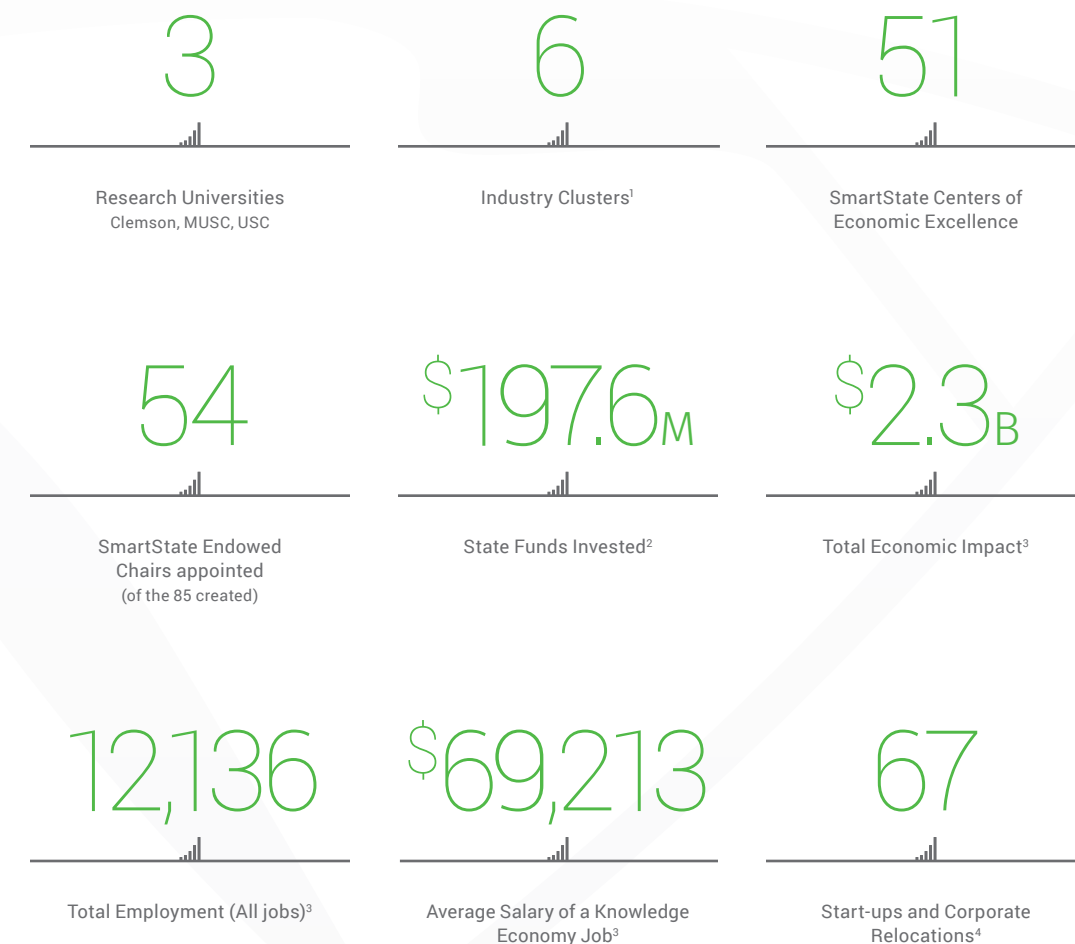 3
Research Universities
Clemson, MUSC, USC
6
Industry Clusters¹
51
SmartState Centers of
Economic Excellence
54
SmartState Endowed
Chairs appointed
(of the 85 created)
$197.6M
State Funds Invested²
$2.3B
Total Economic Impact³
12,136
Total Employment (All jobs)³
$69,213
Average Salary of a Knowledge
Economy Job³
67
Start-ups and Corporate
Relocations⁴